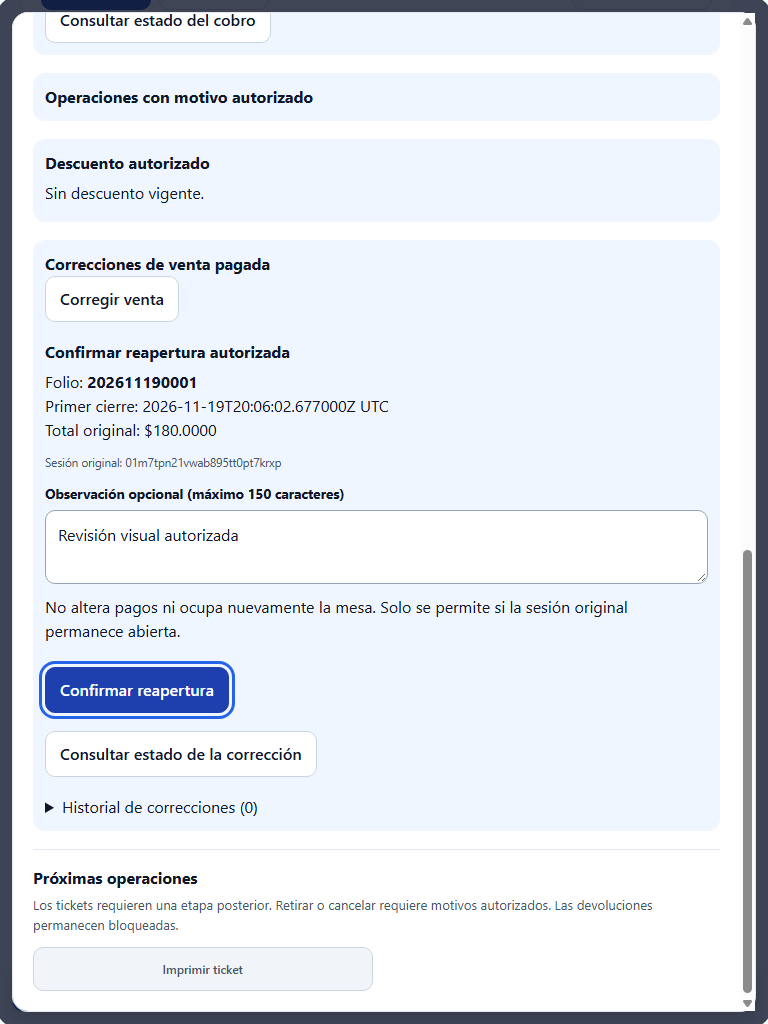 Consultar estado del cobro
Operaciones con motivo autorizado
Descuento autorizado
Sin descuento vigente.
Correcciones de venta pagada
Corregir venta
Confirmar reapertura autorizada
Folio: 202611190001
Primer cierre: 2026-11-19T20:06:02.677000Z UTC
Total original: $180.0000
Sesión original: 01m7tpn21vwab895tt0pt7krxp
Observación opcional (máximo 150 caracteres)
Revisión visual autorizada
No altera pagos ni ocupa nuevamente la mesa. Solo se permite si la sesión original
permanece abierta.
Confirmar reapertura
Consultar estado de la corrección
Historial de correcciones (0)
Próximas operaciones
Los tickets requieren una etapa posterior. Retirar o cancelar requiere motivos autorizados. Las devoluciones
permanecen bloqueadas.
Imprimir ticket